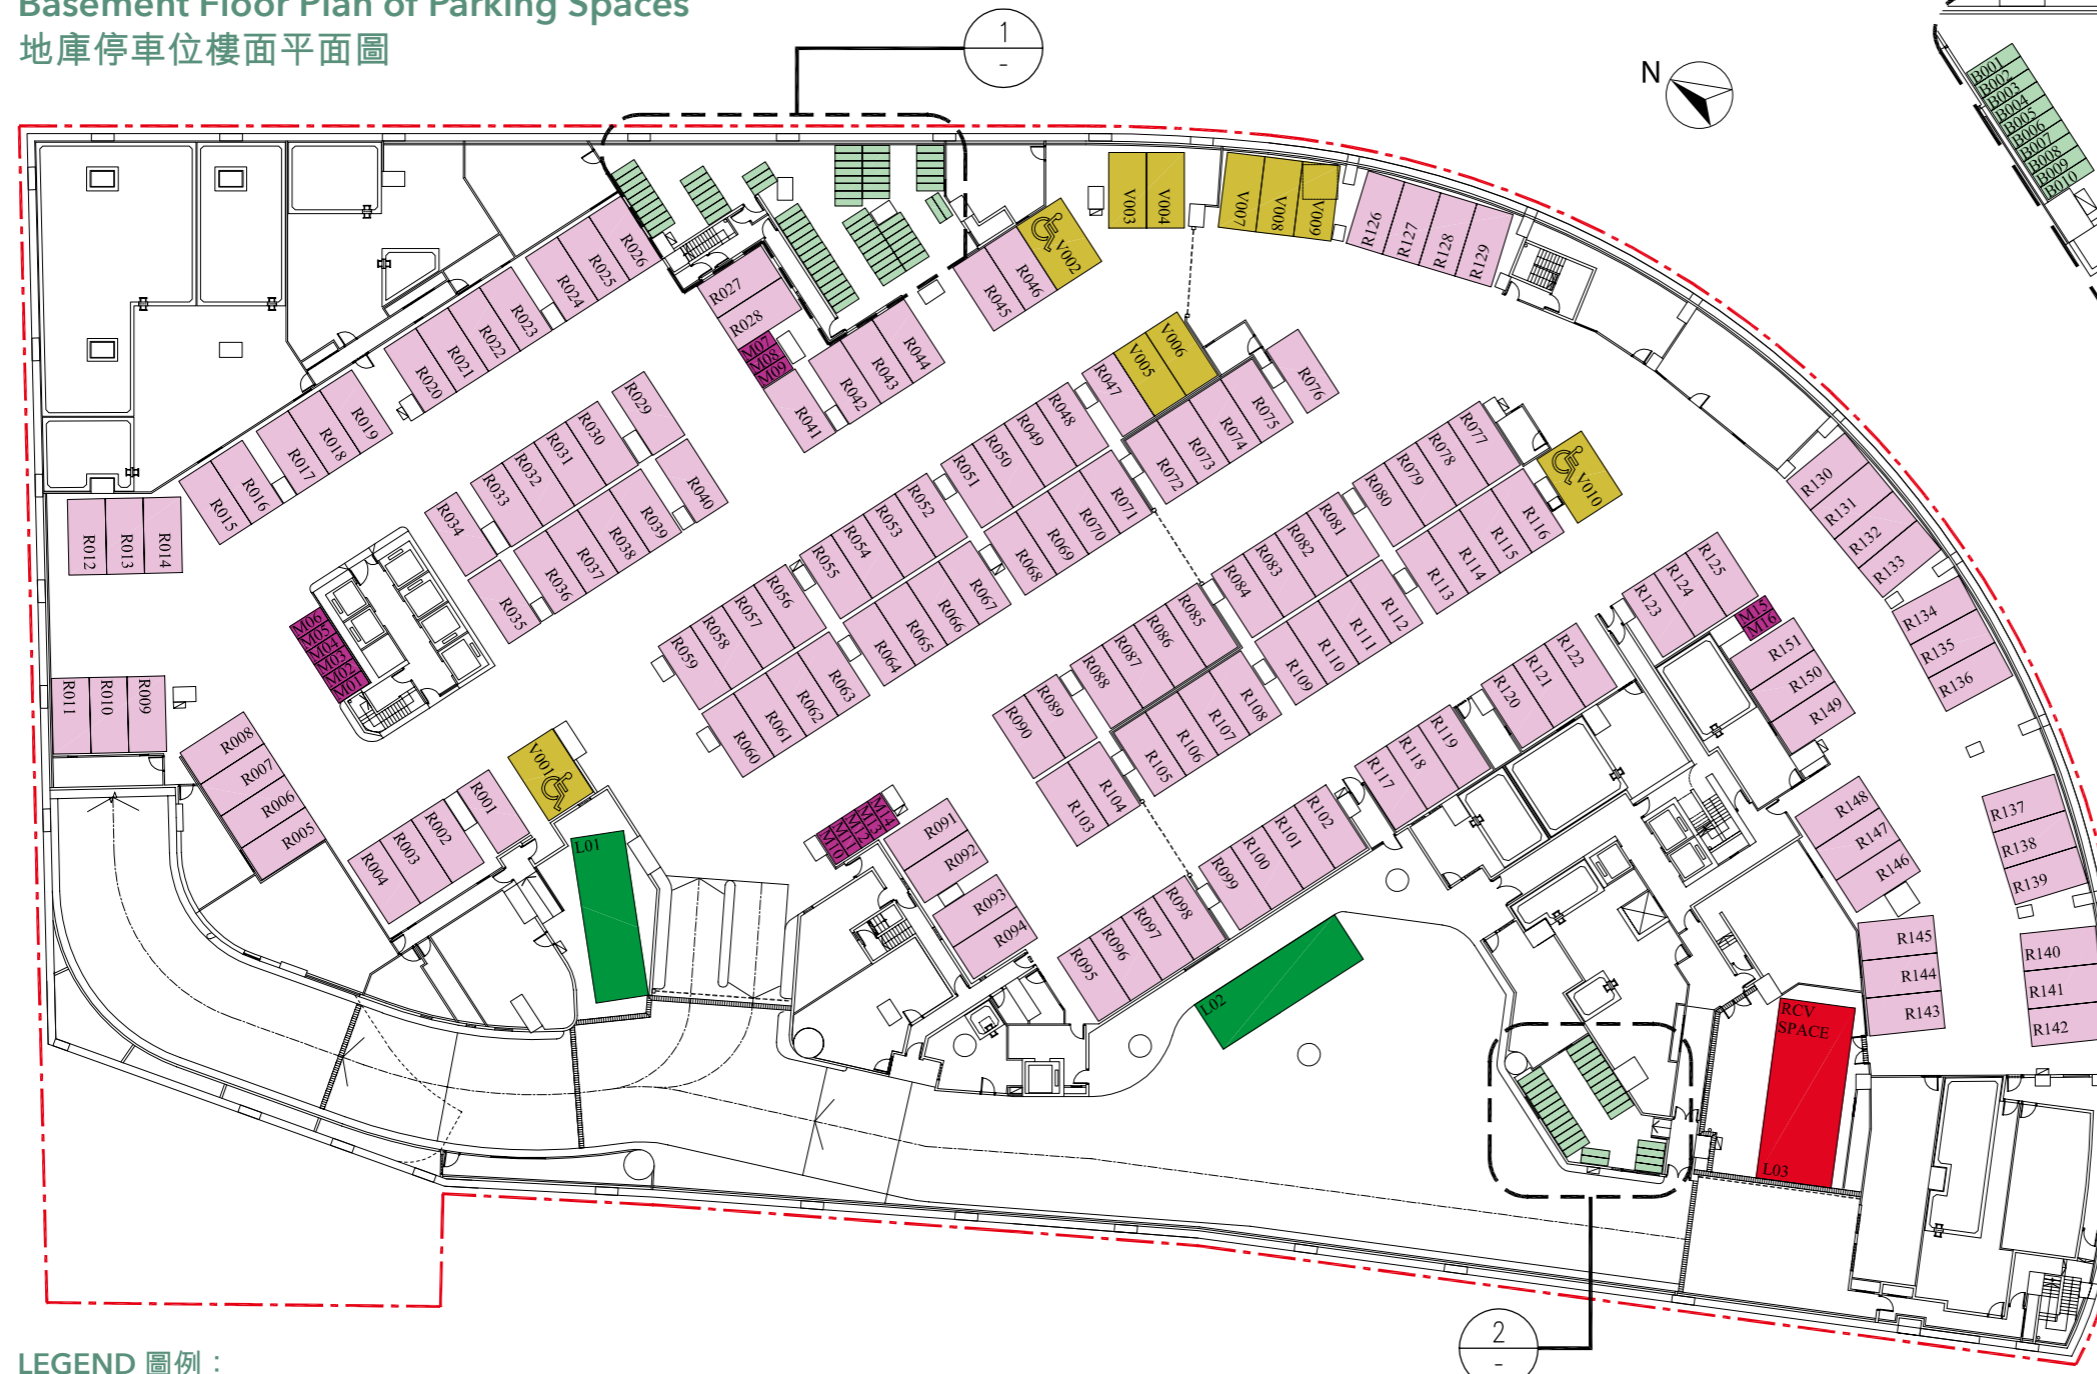 Basement Floor Plan of Parking Spaces
地庫停車位樓面平面圖
1
-
N
B001
B002
B003
B004
B005
B006
B007
B008
B009
B010
V003
V004
V007
V008
V009
R126
R127
R128
R129
V002
R046
R045
R026
R025
R024
R023
R022
R021
R020
R019
R018
R017
R016
R015
R027
R028
M07
M08
M09
R041
R042
R043
R044
R029
R030
R031
R032
R033
R034
R035
R036
R037
R038
R039
R040
R012
R013
R014
M06
M05
M04
M03
M02
M01
R011
R010
R009
R008
R007
R006
R005
R004
R003
R002
R001
V001
L01
V006
V005
R047
R048
R049
R050
R051
R052
R053
R054
R055
R056
R057
R058
R059
R060
R061
R062
R063
R064
R065
R066
R067
R068
R069
R070
R071
R072
R073
R074
R075
R076
R077
R078
R079
R080
R081
R082
R083
R084
R085
R086
R087
R088
R089
R090
R103
R104
R105
R106
R107
R108
R109
R110
R111
R112
R113
R114
R115
R116
V010
M10
M11
M12
M13
M14
R091
R092
R093
R094
R095
R096
R097
R098
R099
R100
R101
R102
R117
R118
R119
R120
R121
R122
R123
R124
R125
M15
M16
R151
R150
R149
R148
R147
R146
R145
R144
R143
R130
R131
R132
R133
R134
R135
R136
R137
R138
R139
R140
R141
R142
L02
RCV
SPACE
L03
2
-
LEGEND 圖例：